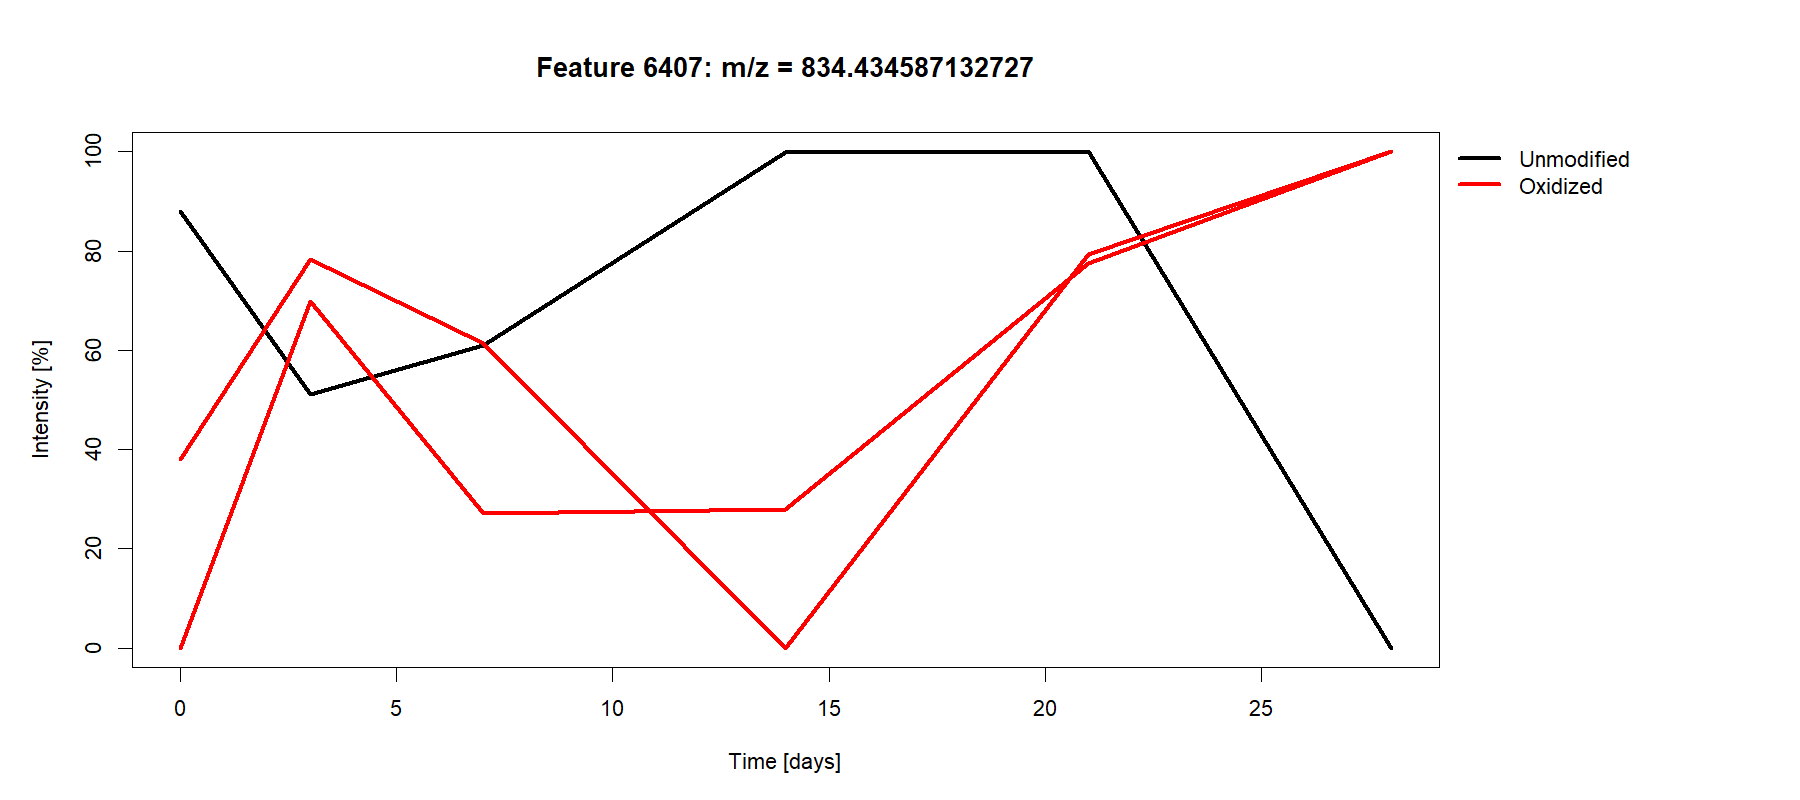 Feature 6407: m/z = 834.434587132727
Unmodified
Oxidized
Intensity [%]
100
80
60
40
20
0
0 5 10 15 20 25
Time [days]